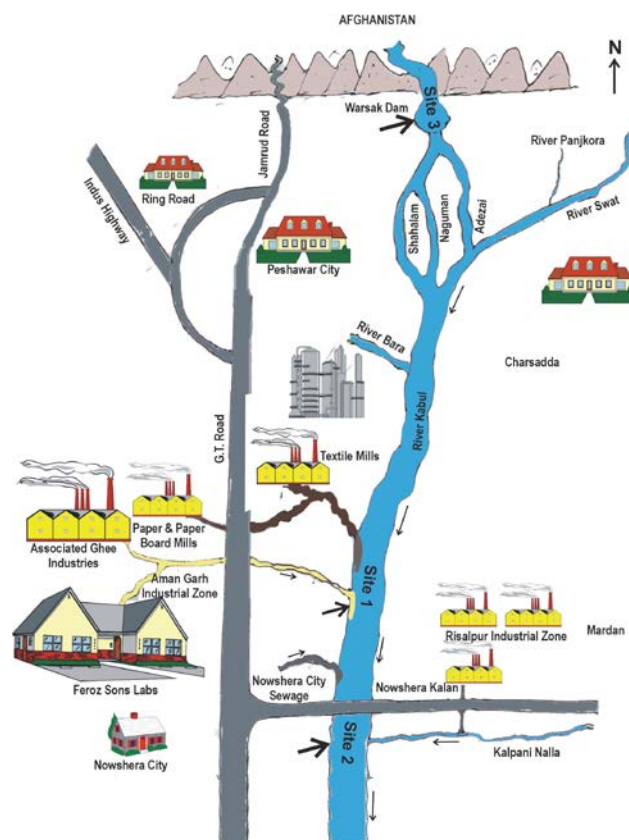 AFGHANISTAN
N
Warsak Dam
Site 3
River Panjkora
Jamrud Road
Ring Road
Indus Highway
Shahalam
Naguman
Adezai
River Swat
Peshawar City
River Bara
Charsadda
River Kabul
G.T. Road
Textile Mills
Paper & Paper
Board Mills
Associated Ghee
Industries
Aman Garh
Industrial Zone
Site 1
Risalpur Industrial Zone
Mardan
Feroz Sons Labs
Nowshera City
Sewage
Nowshera Kalan
Site 2
Kalpani Nalla
Nowshera City